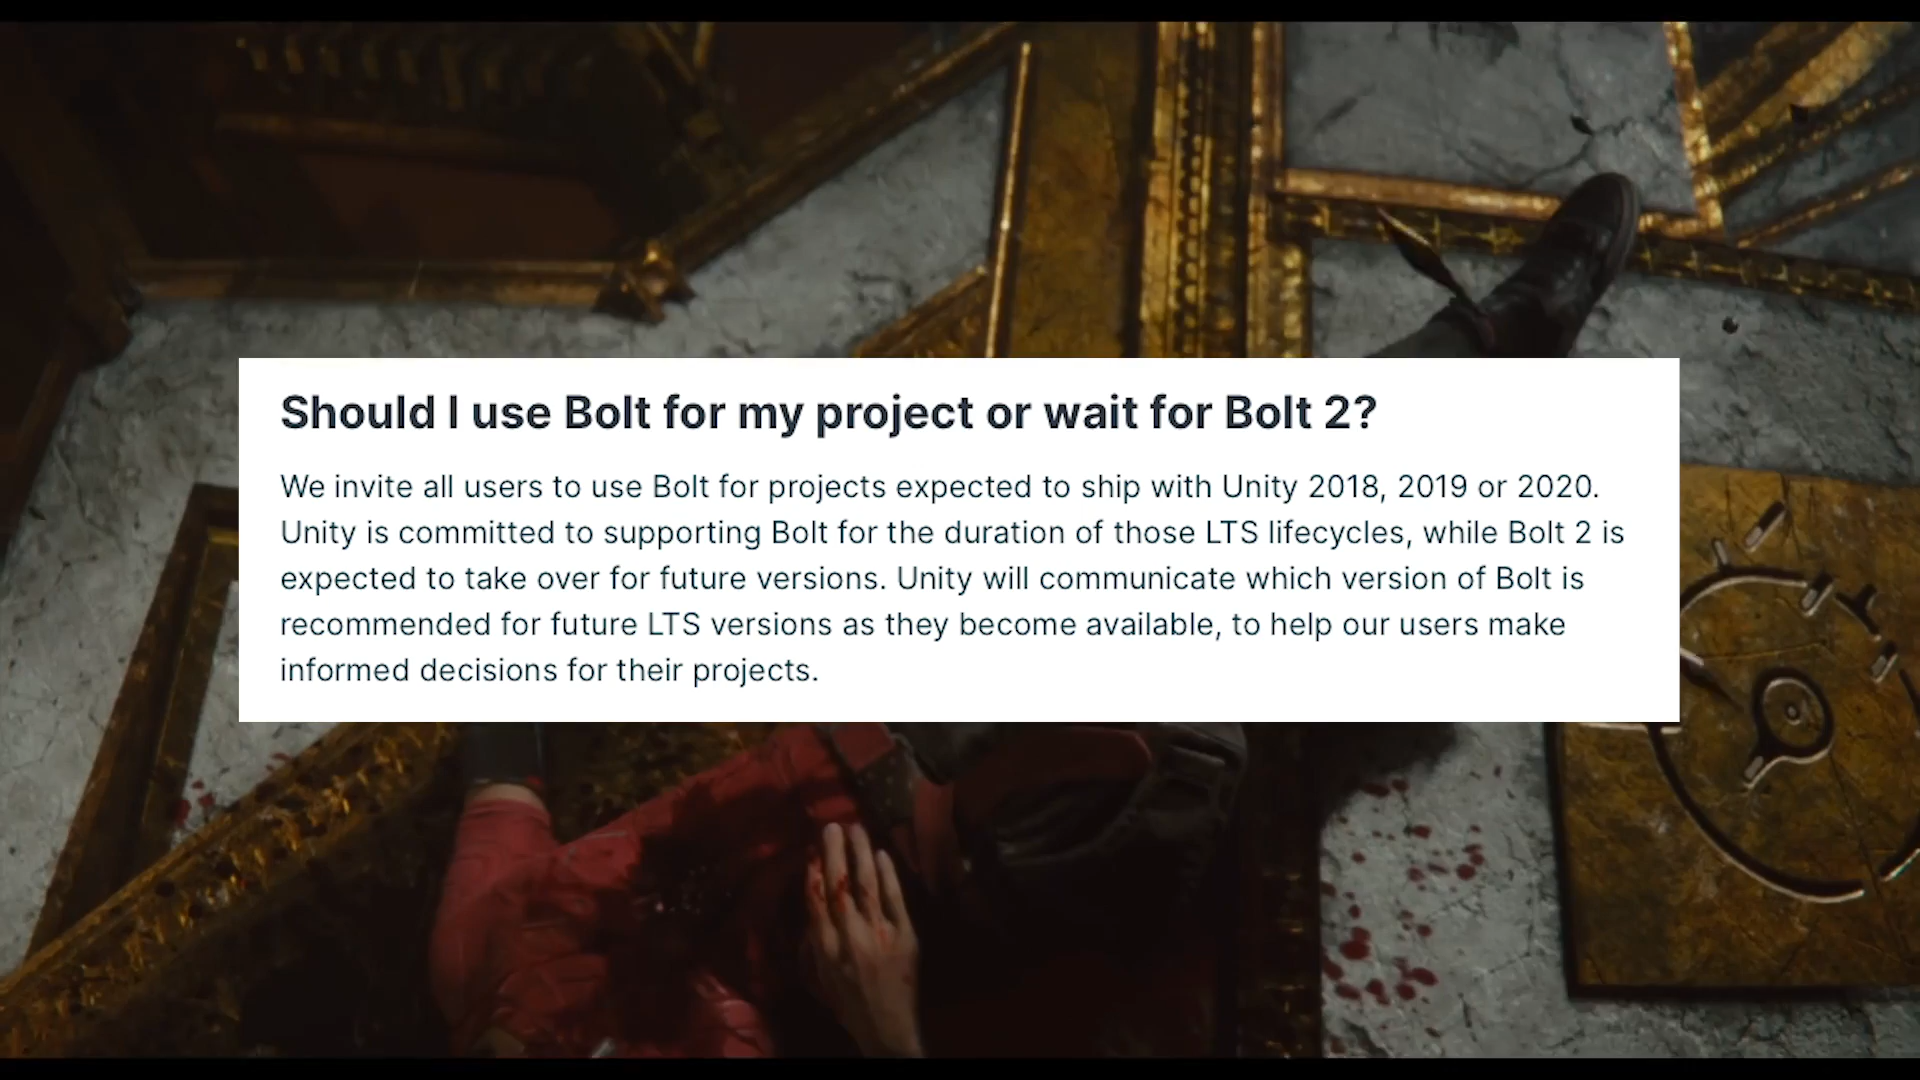 Should I use Bolt for my project or wait for Bolt 2?
We invite all users to use Bolt for projects expected to ship with Unity 2018, 2019 or 2020.
Unity is committed to supporting Bolt for the duration of those LTS lifecycles, while Bolt 2 is
expected to take over for future versions. Unity will communicate which version of Bolt is
recommended for future LTS versions as they become available, to help our users make
informed decisions for their projects.